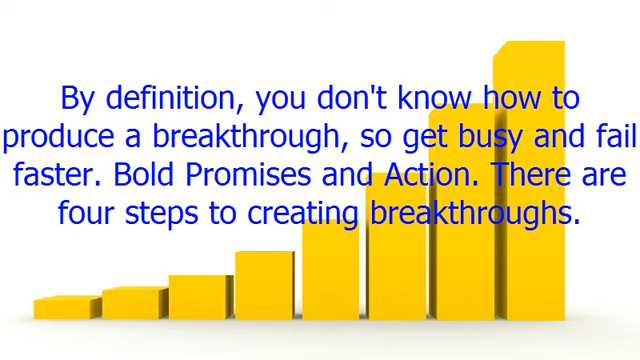 By definition, you don't know how to
produce a breakthrough, so get busy and fail
faster. Bold Promises and Action. There are
four steps to creating breakthroughs.